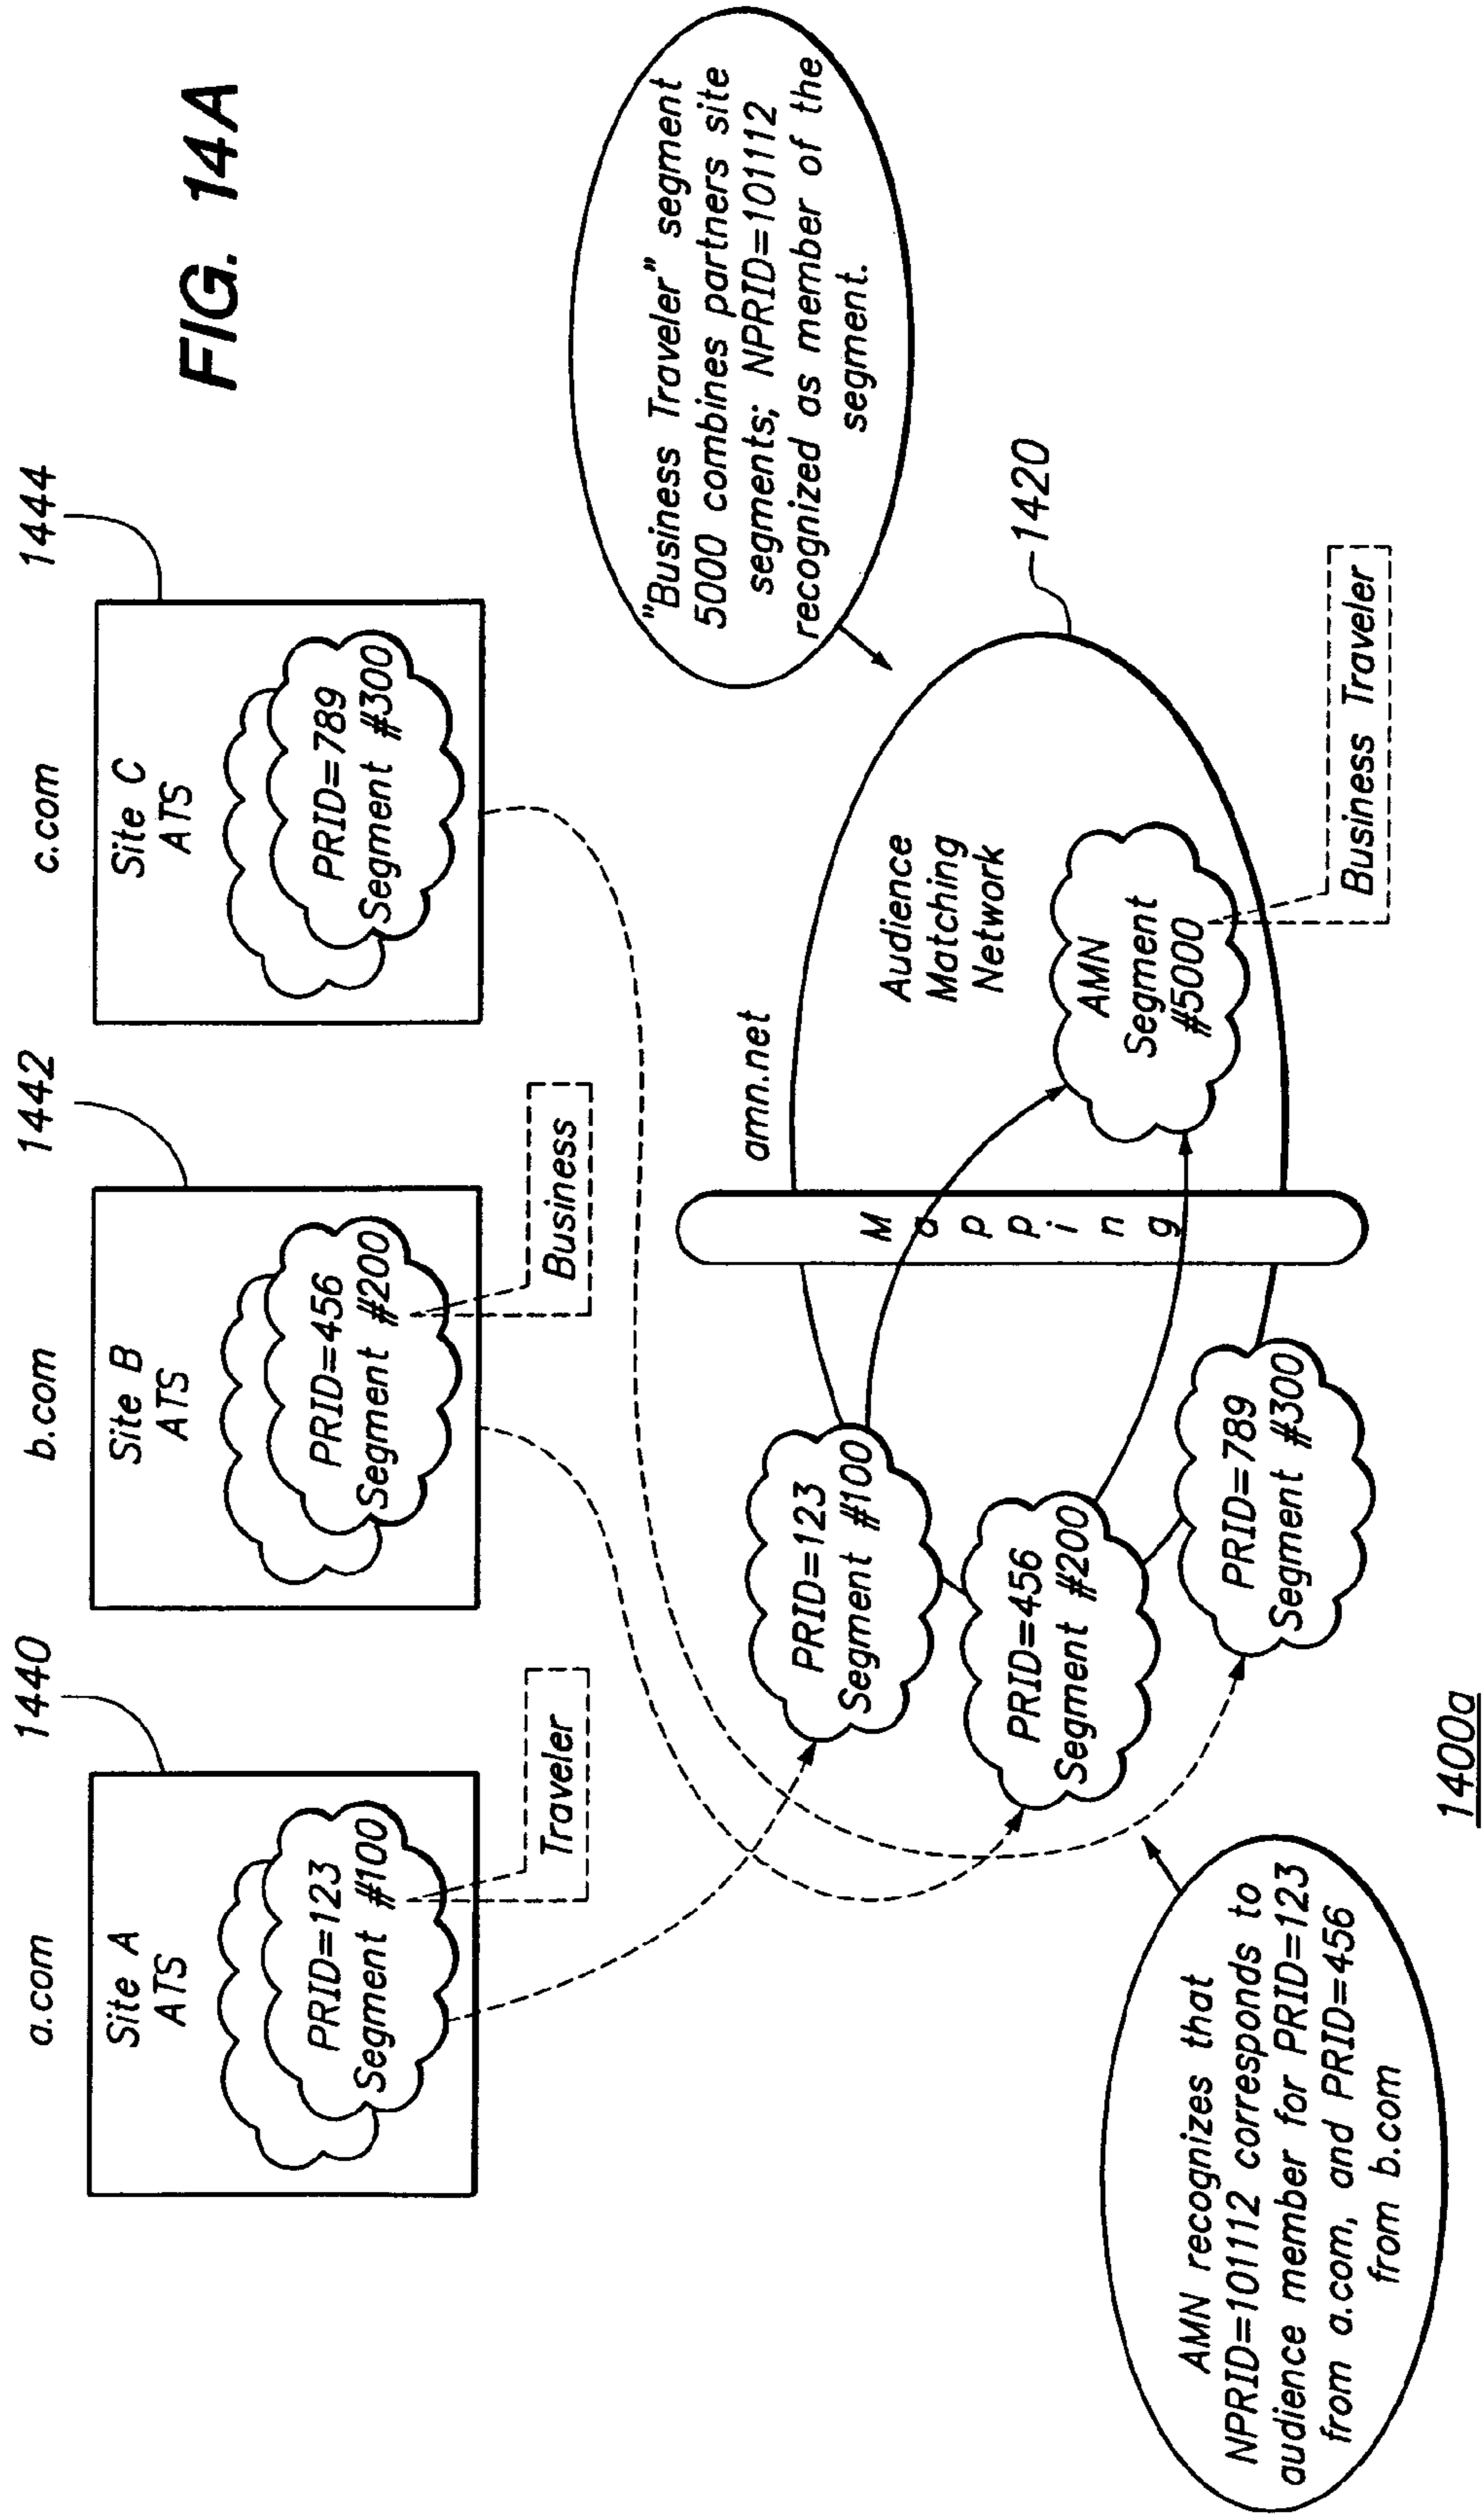 FIG. 14A
a.com
1440
Site A
ATS
PRID=123
Segment #100
Traveler
b.com
1442
Site B
ATS
PRID=456
Segment #200
Business
c.com
1444
Site C
ATS
PRID=789
Segment #300
AMN recognizes that
NPRID=10112 corresponds to
audience member for PRID=123
from a.com, and PRID=456
from b.com
PRID=123
Segment #100
PRID=456
Segment #200
PRID=789
Segment #300
Mapping
amn.net
Audience
Matching
Network
AMN
Segment
#5000
Business Traveler
1420
"Business Traveler" segment
5000 combines partners site
segments; NPRID=10112
recognized as member of the
segment.
1400a